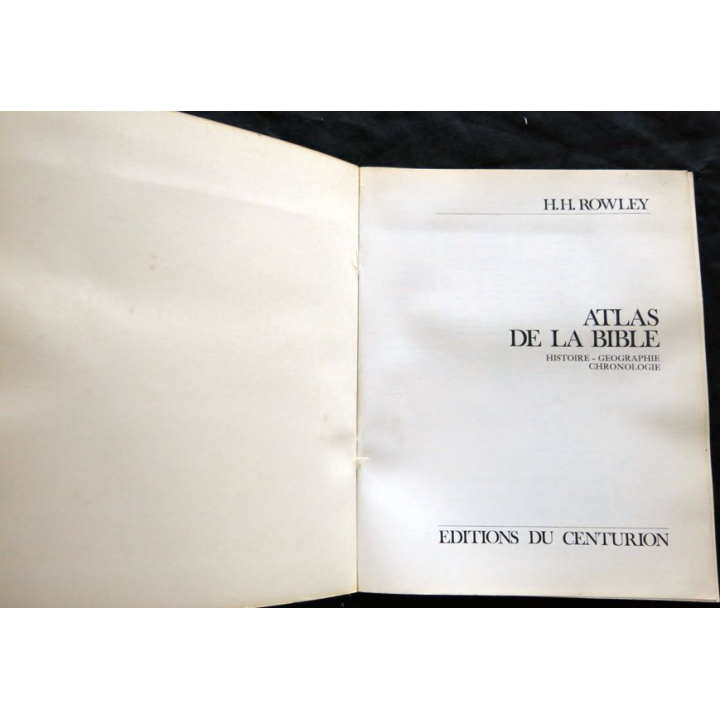 H.H. ROWLEY
ATLAS
DE LA BIBLE
HISTOIRE - GEOGRAPHIE
CHRONOLOGIE
EDITIONS DU CENTURION